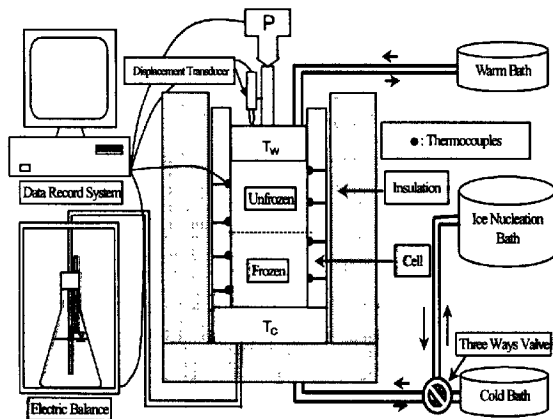 P
Displacement Transducer
Warm Bath
Tw
● : Thermocouples
Data Record System
Unfrozen
Insulation
Ice Nucleation
Bath
Frozen
Cell
Tc
Three Ways Valve
Electric Balance
Cold Bath